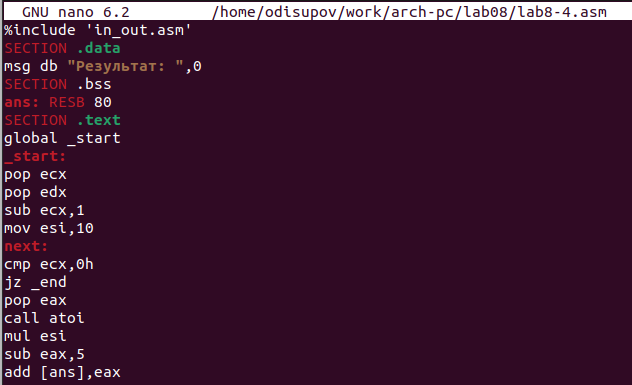 GNU nano 6.2 /home/odisupov/work/arch-pc/lab08/lab8-4.asm
%include 'in_out.asm'
SECTION .data
msg db "Результат: ",0
SECTION .bss
ans: RESB 80
SECTION .text
global _start
_start:
pop ecx
pop edx
sub ecx,1
mov esi,10
next:
cmp ecx,0h
jz _end
pop eax
call atoi
mul esi
sub eax,5
add [ans],eax